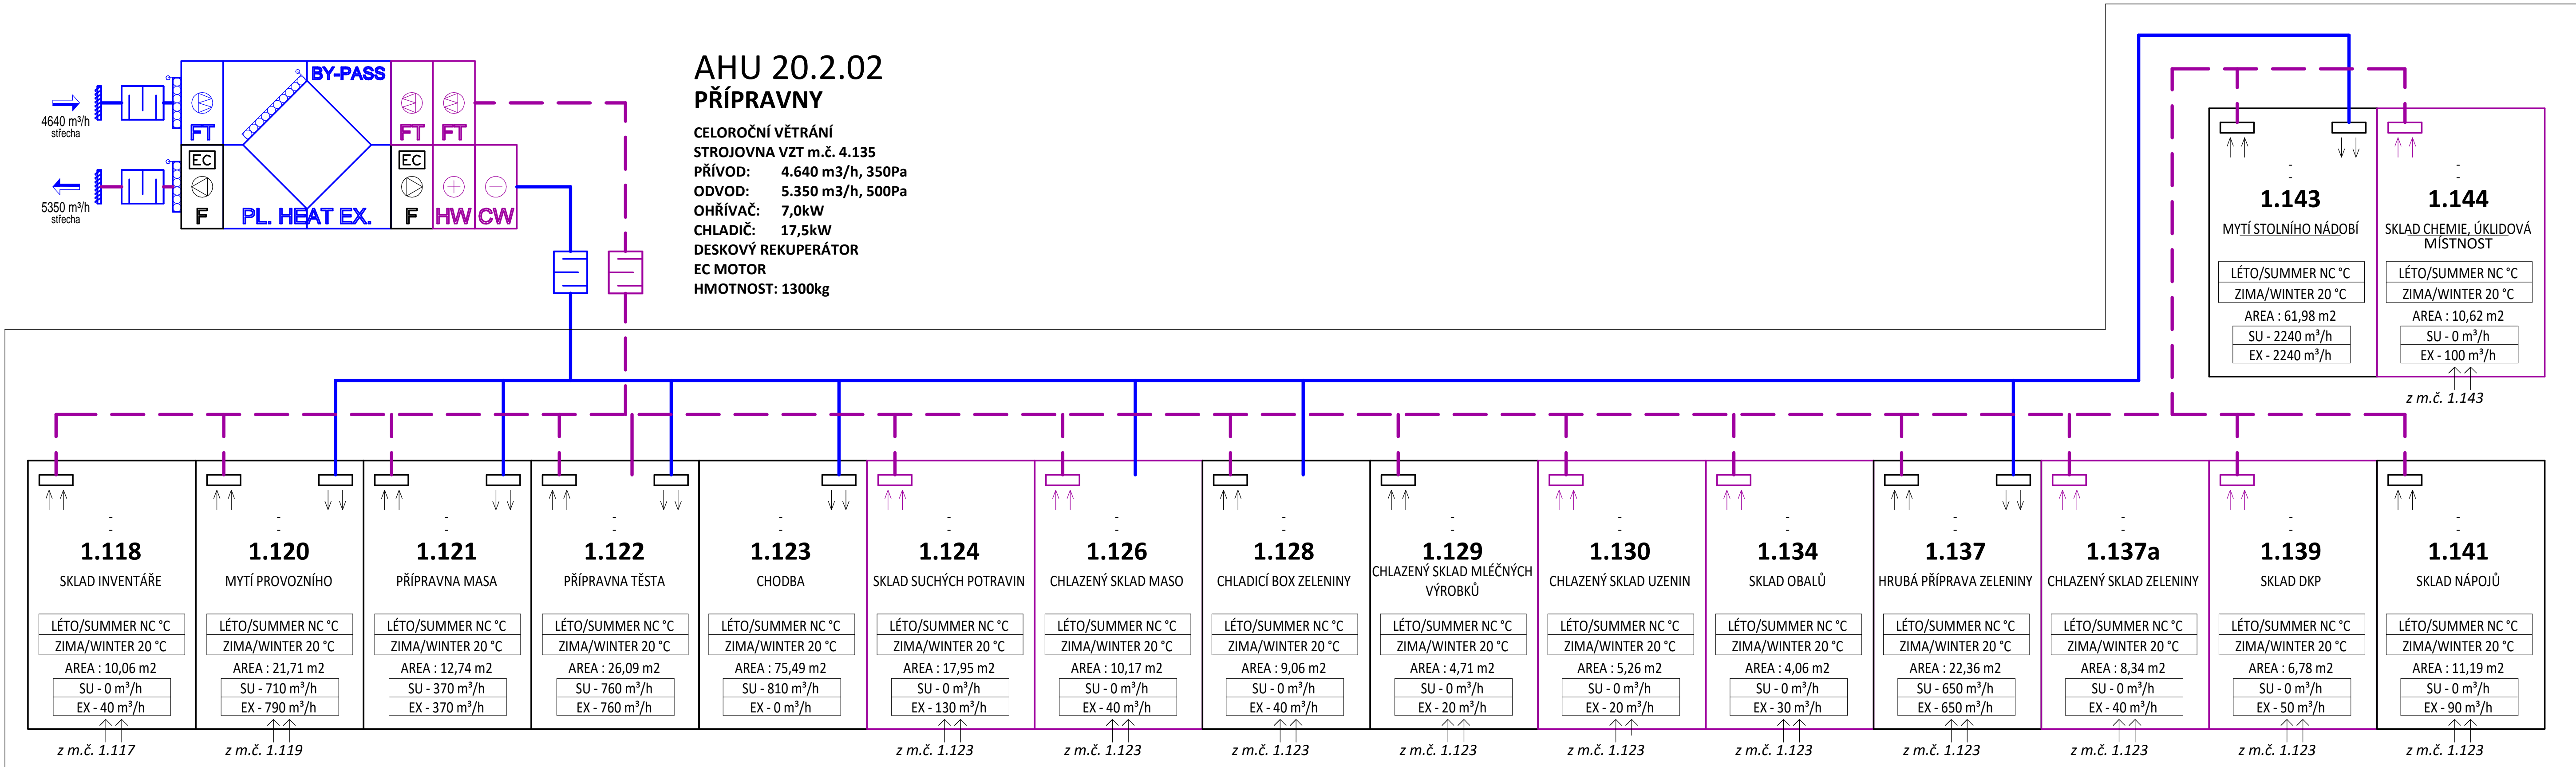 BY-PASS
4640 m³/h
střecha
FT
FT
FT
EC
EC
5350 m³/h
střecha
F
PL. HEAT EX.
F
HW
CW
AHU 20.2.02
PŘÍPRAVNY
CELOROČNÍ VĚTRÁNÍ
STROJOVNA VZT m.č. 4.135
PŘÍVOD: 4.640 m3/h, 350Pa
ODVOD: 5.350 m3/h, 500Pa
OHŘÍVAČ: 7,0kW
CHLADIČ: 17,5kW
DESKOVÝ REKUPERÁTOR
EC MOTOR
HMOTNOST: 1300kg
-
-
1.143
MYTÍ STOLNÍHO NÁDOBÍ
LÉTO/SUMMER NC °C
ZIMA/WINTER 20 °C
AREA : 61,98 m2
SU - 2240 m³/h
EX - 2240 m³/h
-
-
1.144
SKLAD CHEMIE, ÚKLIDOVÁ
MÍSTNOST
LÉTO/SUMMER NC °C
ZIMA/WINTER 20 °C
AREA : 10,62 m2
SU - 0 m³/h
EX - 100 m³/h
z m.č. 1.143
-
-
1.118
SKLAD INVENTÁŘE
LÉTO/SUMMER NC °C
ZIMA/WINTER 20 °C
AREA : 10,06 m2
SU - 0 m³/h
EX - 40 m³/h
z m.č. 1.117
-
-
1.120
MYTÍ PROVOZNÍHO
LÉTO/SUMMER NC °C
ZIMA/WINTER 20 °C
AREA : 21,71 m2
SU - 710 m³/h
EX - 790 m³/h
z m.č. 1.119
-
-
1.121
PŘÍPRAVNA MASA
LÉTO/SUMMER NC °C
ZIMA/WINTER 20 °C
AREA : 12,74 m2
SU - 370 m³/h
EX - 370 m³/h
-
-
1.122
PŘÍPRAVNA TĚSTA
LÉTO/SUMMER NC °C
ZIMA/WINTER 20 °C
AREA : 26,09 m2
SU - 760 m³/h
EX - 760 m³/h
-
-
1.123
CHODBA
LÉTO/SUMMER NC °C
ZIMA/WINTER 20 °C
AREA : 75,49 m2
SU - 810 m³/h
EX - 0 m³/h
-
-
1.124
SKLAD SUCHÝCH POTRAVIN
LÉTO/SUMMER NC °C
ZIMA/WINTER 20 °C
AREA : 17,95 m2
SU - 0 m³/h
EX - 130 m³/h
z m.č. 1.123
-
-
1.126
CHLAZENÝ SKLAD MASO
LÉTO/SUMMER NC °C
ZIMA/WINTER 20 °C
AREA : 10,17 m2
SU - 0 m³/h
EX - 40 m³/h
z m.č. 1.123
-
-
1.128
CHLADICÍ BOX ZELENINY
LÉTO/SUMMER NC °C
ZIMA/WINTER 20 °C
AREA : 9,06 m2
SU - 0 m³/h
EX - 40 m³/h
z m.č. 1.123
-
-
1.129
CHLAZENÝ SKLAD MLÉČNÝCH
VÝROBKŮ
LÉTO/SUMMER NC °C
ZIMA/WINTER 20 °C
AREA : 4,71 m2
SU - 0 m³/h
EX - 20 m³/h
z m.č. 1.123
-
-
1.130
CHLAZENÝ SKLAD UZENIN
LÉTO/SUMMER NC °C
ZIMA/WINTER 20 °C
AREA : 5,26 m2
SU - 0 m³/h
EX - 20 m³/h
z m.č. 1.123
-
-
1.134
SKLAD OBALŮ
LÉTO/SUMMER NC °C
ZIMA/WINTER 20 °C
AREA : 4,06 m2
SU - 0 m³/h
EX - 30 m³/h
z m.č. 1.123
-
-
1.137
HRUBÁ PŘÍPRAVA ZELENINY
LÉTO/SUMMER NC °C
ZIMA/WINTER 20 °C
AREA : 22,36 m2
SU - 650 m³/h
EX - 650 m³/h
z m.č. 1.123
-
-
1.137a
CHLAZENÝ SKLAD ZELENINY
LÉTO/SUMMER NC °C
ZIMA/WINTER 20 °C
AREA : 8,34 m2
SU - 0 m³/h
EX - 40 m³/h
z m.č. 1.123
-
-
1.139
SKLAD DKP
LÉTO/SUMMER NC °C
ZIMA/WINTER 20 °C
AREA : 6,78 m2
SU - 0 m³/h
EX - 50 m³/h
z m.č. 1.123
-
-
1.141
SKLAD NÁPOJŮ
LÉTO/SUMMER NC °C
ZIMA/WINTER 20 °C
AREA : 11,19 m2
SU - 0 m³/h
EX - 90 m³/h
z m.č. 1.123